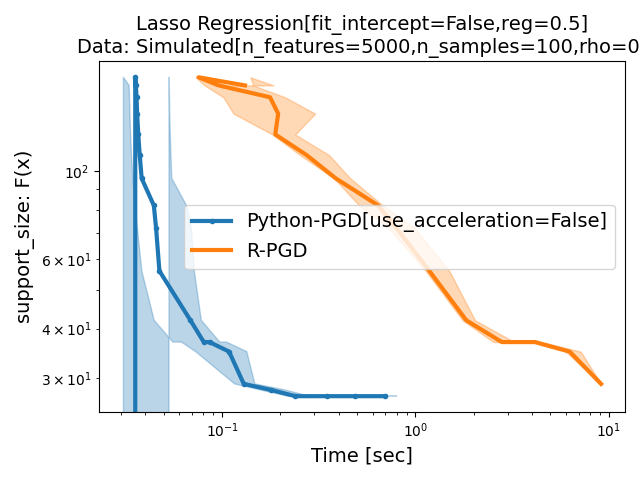 Lasso Regression[fit_intercept=False,reg=0.5]
Data: Simulated[n_features=5000,n_samples=100,rho=0
support_size: F(x)
10²
6 × 10¹
4 × 10¹
3 × 10¹
Python-PGD[use_acceleration=False]
R-PGD
10⁻¹
10⁰
10¹
Time [sec]